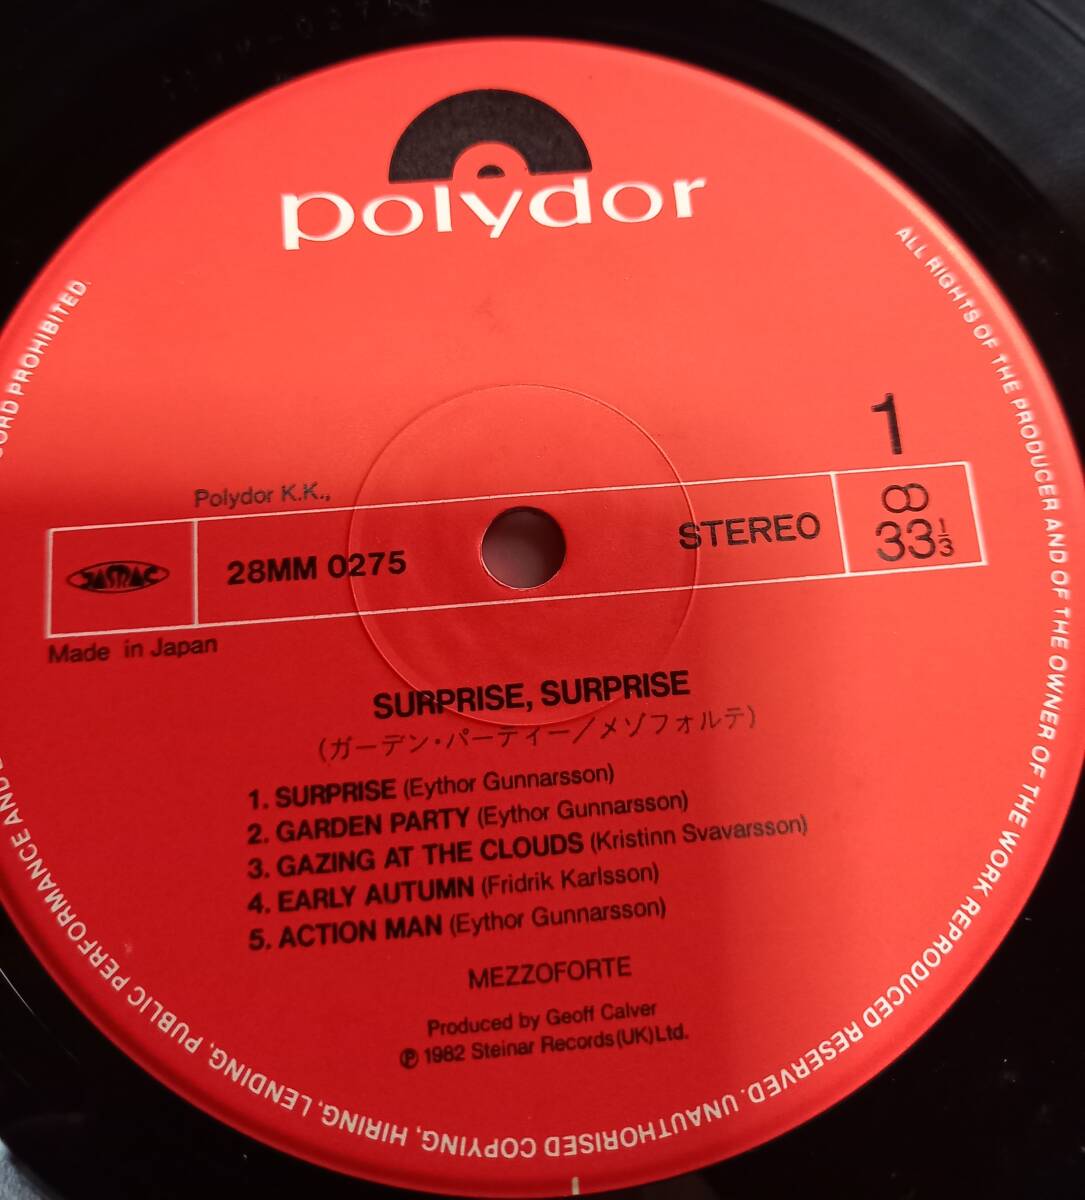 polydor
1
Polydor K.K.,
JASRAC
28MM 0275
STEREO
33 1/3
Made in Japan
SURPRISE, SURPRISE
(ガーデン・パーティー/メゾフォルテ)
1. SURPRISE (Eythor Gunnarsson)
2. GARDEN PARTY (Eythor Gunnarsson)
3. GAZING AT THE CLOUDS (Kristinn Svavarsson)
4. EARLY AUTUMN (Fridrik Karlsson)
5. ACTION MAN (Eythor Gunnarsson)
MEZZOFORTE
Produced by Geoff Calver
℗ 1982 Steinar Records (UK) Ltd.
ALL RIGHTS OF THE PRODUCER AND OF THE OWNER OF THE WORK REPRODUCED RESERVED. UNAUTHORISED COPYING, HIRING, LENDING, PUBLIC PERFORMANCE AND PROHIBITED.